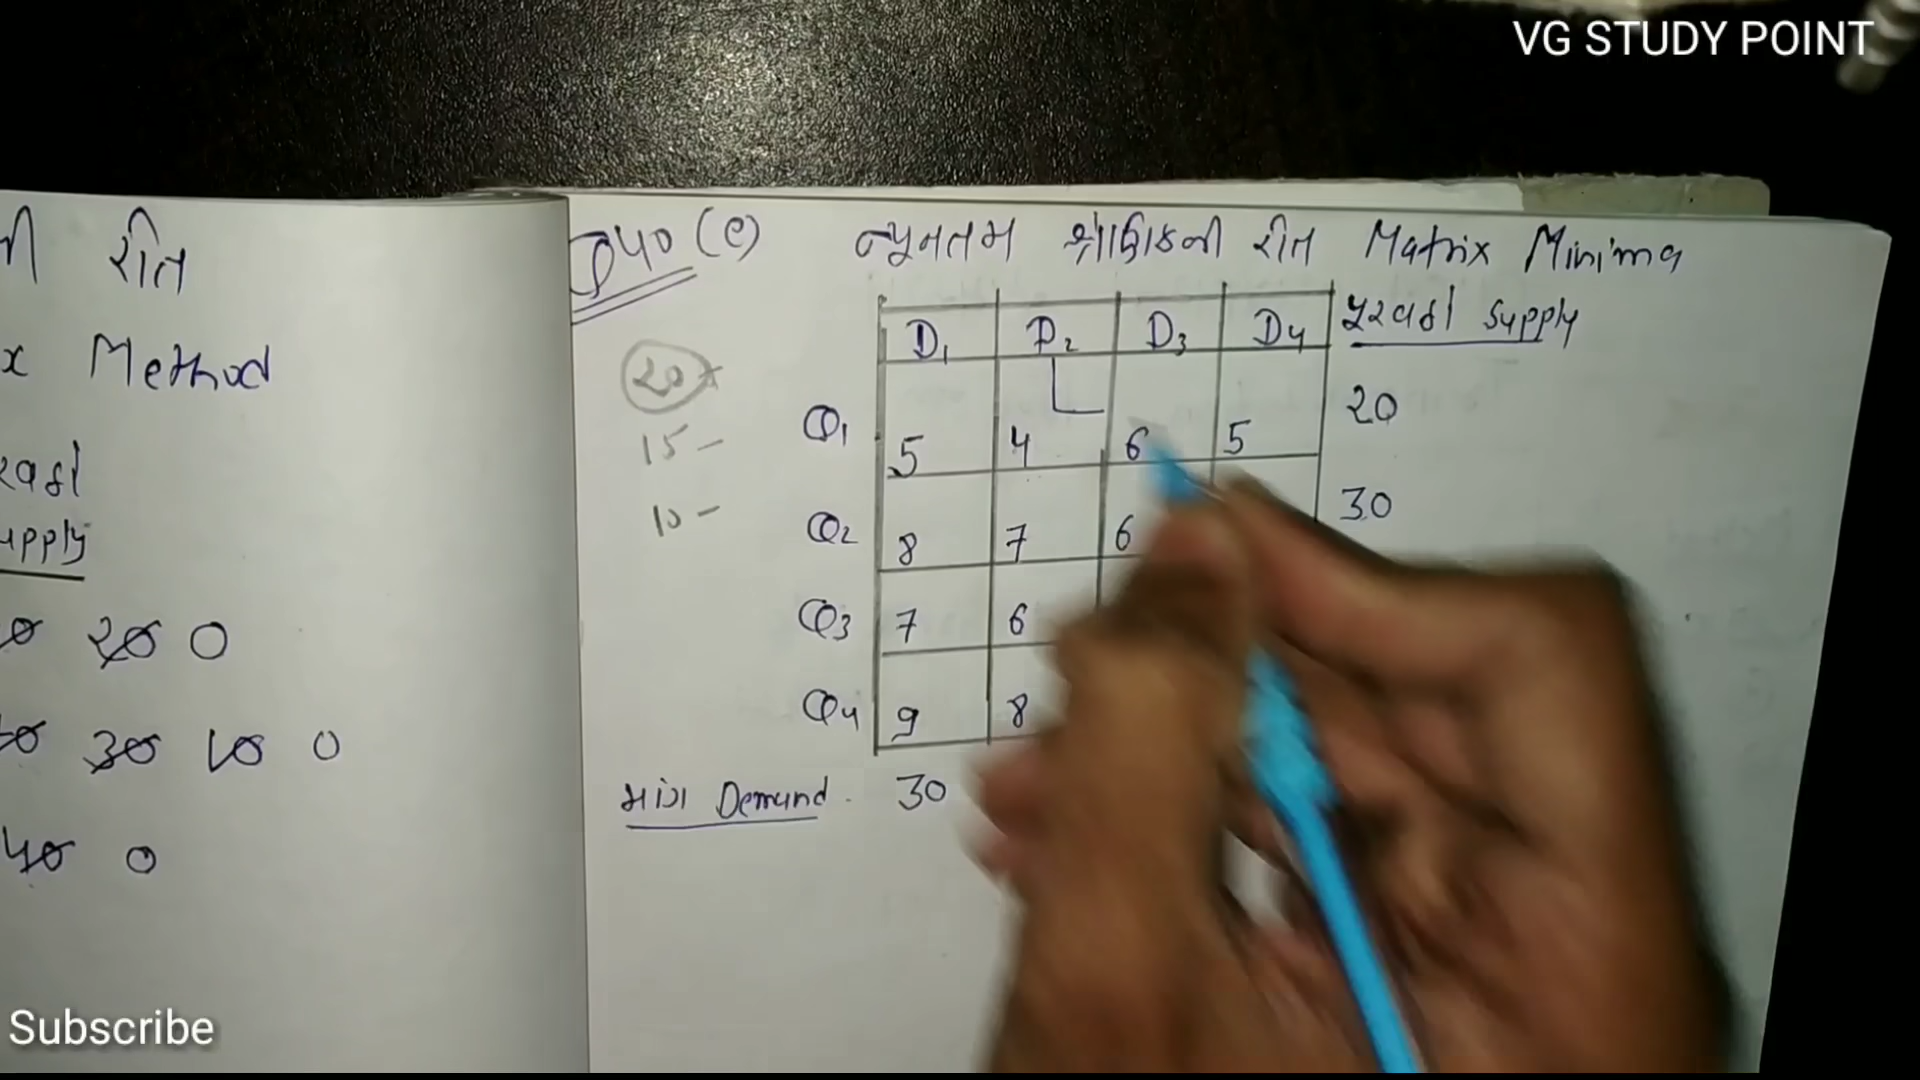 VG STUDY POINT
ની રીત
x Method
રવઠો
upply
20 0
30 10 0
40 0
ન્યુનતમ શ્રેણિકની રીત Matrix Minima
D1 D2 D3 D4 પુરવઠો Supply
20
15 -
10 -
O1 5 4 6 5 20
O2 8 7 6 30
O3 7 6
O4 9 8
માંગ Demand 30
Subscribe